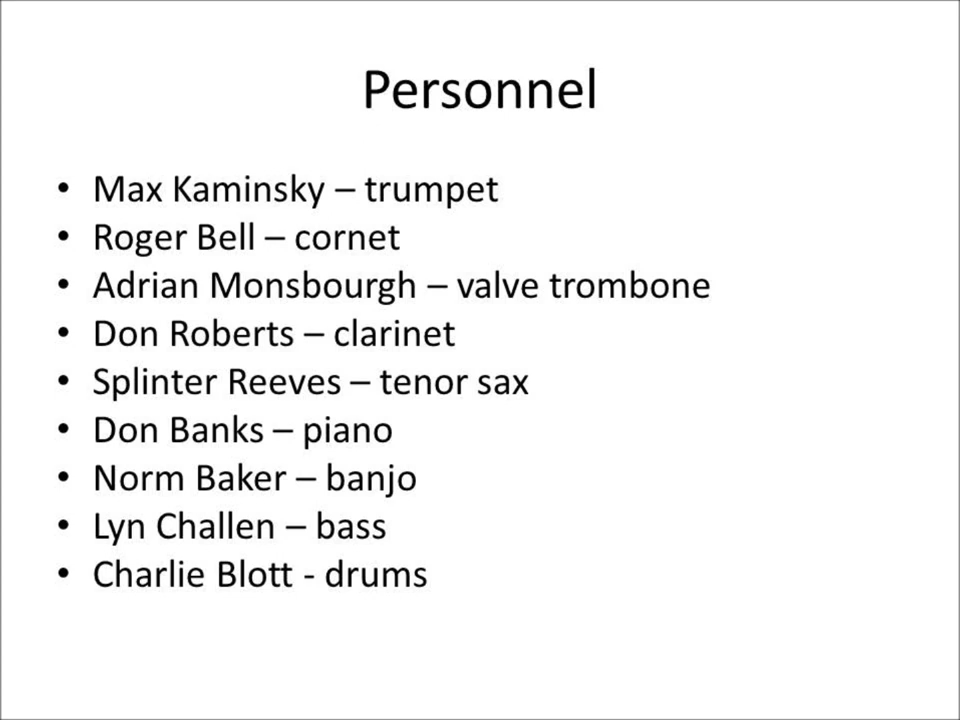 Personnel
• Max Kaminsky – trumpet
• Roger Bell – cornet
• Adrian Monsbourgh – valve trombone
• Don Roberts – clarinet
• Splinter Reeves – tenor sax
• Don Banks – piano
• Norm Baker – banjo
• Lyn Challen – bass
• Charlie Blott - drums